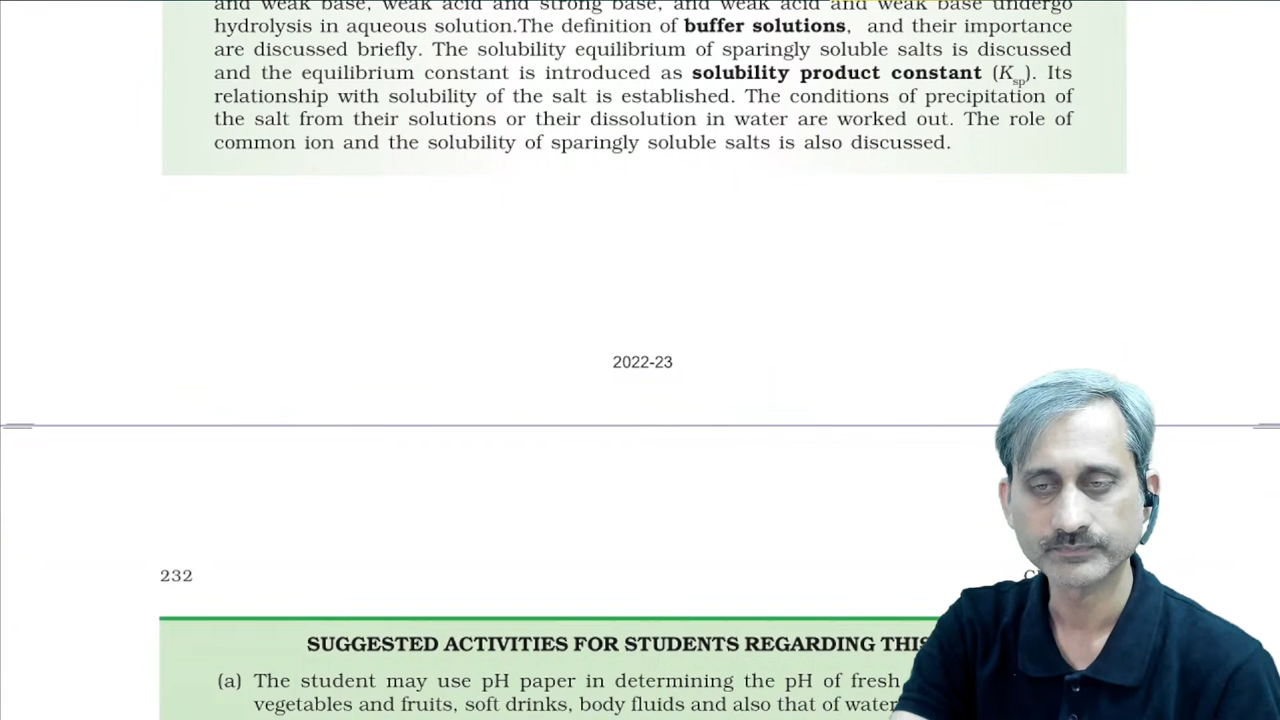 and weak base, weak acid and strong base, and weak acid and weak base undergo
hydrolysis in aqueous solution.The definition of buffer solutions, and their importance
are discussed briefly. The solubility equilibrium of sparingly soluble salts is discussed
and the equilibrium constant is introduced as solubility product constant (Ksp). Its
relationship with solubility of the salt is established. The conditions of precipitation of
the salt from their solutions or their dissolution in water are worked out. The role of
common ion and the solubility of sparingly soluble salts is also discussed.
2022-23
232
SUGGESTED ACTIVITIES FOR STUDENTS REGARDING THIS
(a) The student may use pH paper in determining the pH of fresh
vegetables and fruits, soft drinks, body fluids and also that of water